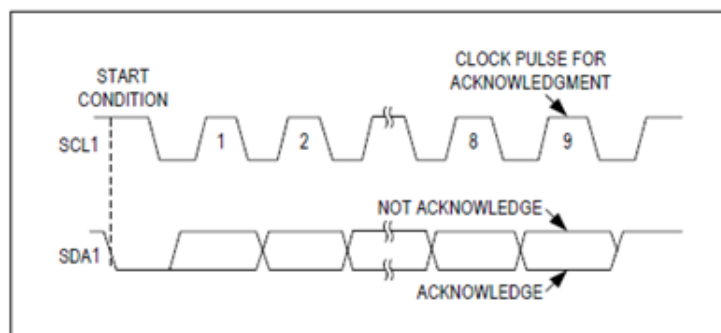 START
CONDITION
CLOCK PULSE FOR
ACKNOWLEDGMENT
SCL1
1
2
8
9
NOT ACKNOWLEDGE
SDA1
ACKNOWLEDGE